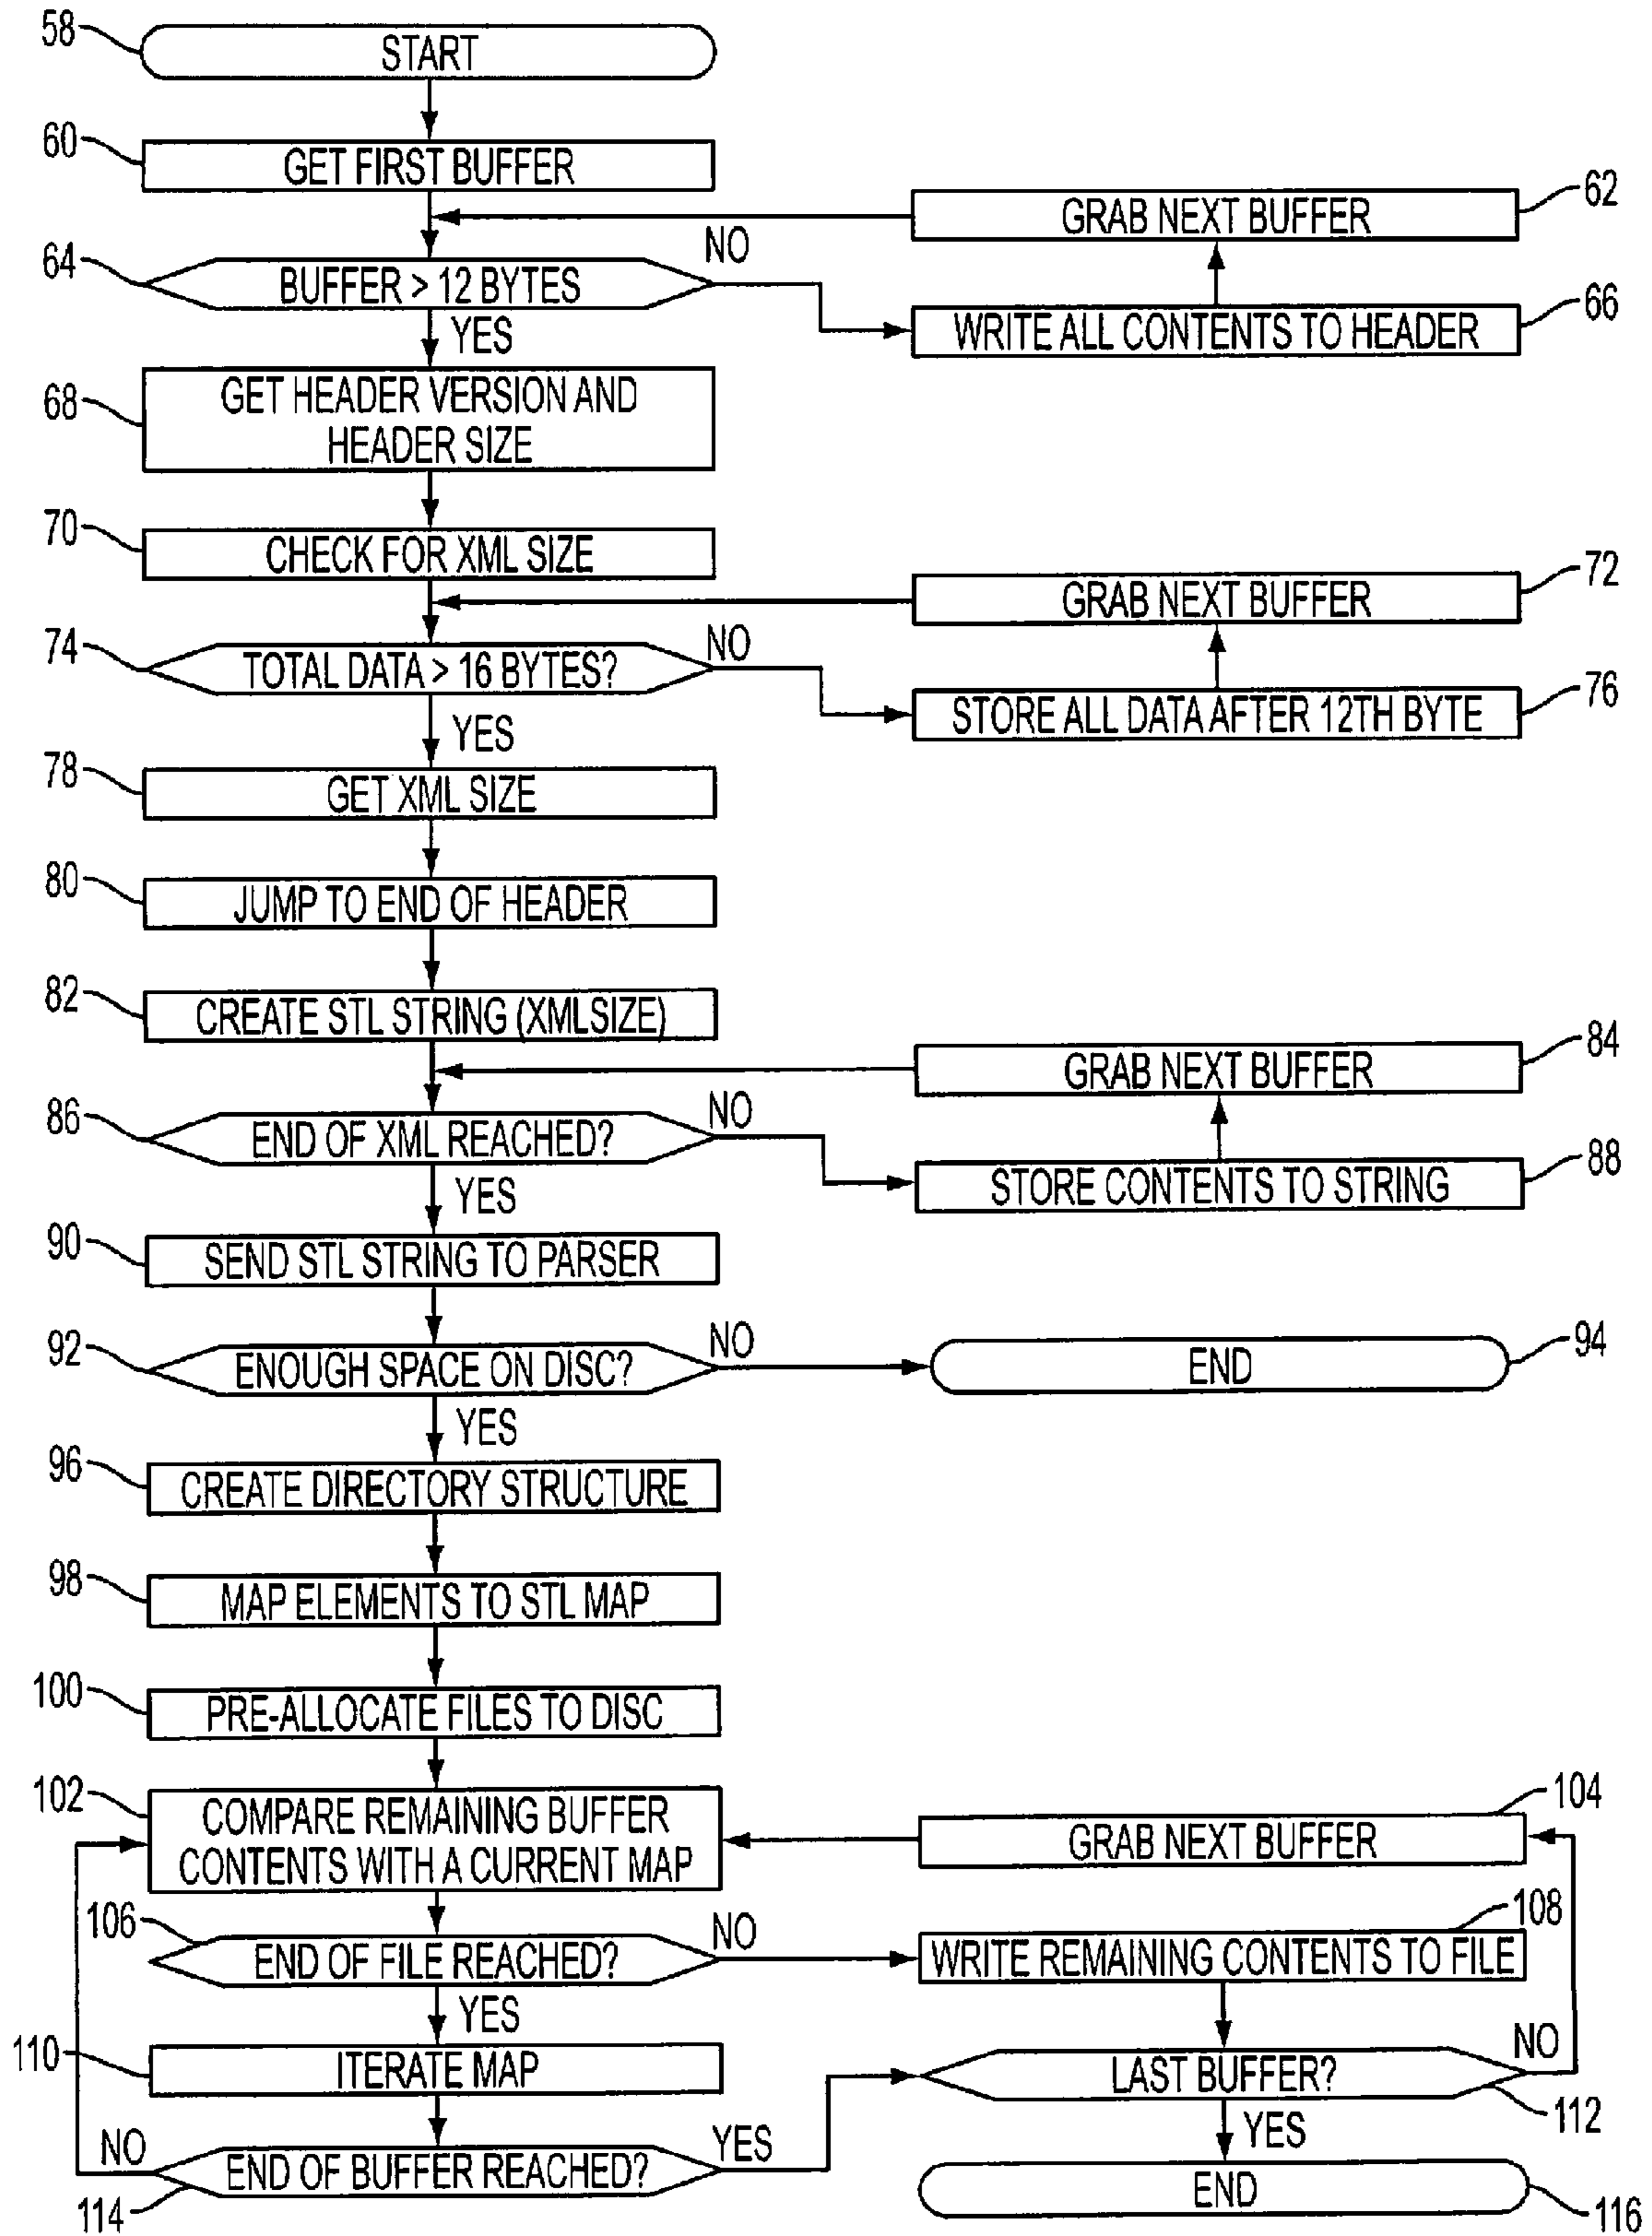 58
START
60
GET FIRST BUFFER
62
GRAB NEXT BUFFER
64
BUFFER > 12 BYTES
NO
66
WRITE ALL CONTENTS TO HEADER
YES
68
GET HEADER VERSION AND
HEADER SIZE
70
CHECK FOR XML SIZE
72
GRAB NEXT BUFFER
74
TOTAL DATA > 16 BYTES?
NO
76
STORE ALL DATA AFTER 12TH BYTE
YES
78
GET XML SIZE
80
JUMP TO END OF HEADER
82
CREATE STL STRING (XMLSIZE)
84
GRAB NEXT BUFFER
86
END OF XML REACHED?
NO
88
STORE CONTENTS TO STRING
YES
90
SEND STL STRING TO PARSER
92
ENOUGH SPACE ON DISC?
NO
94
END
YES
96
CREATE DIRECTORY STRUCTURE
98
MAP ELEMENTS TO STL MAP
100
PRE-ALLOCATE FILES TO DISC
102
COMPARE REMAINING BUFFER
CONTENTS WITH A CURRENT MAP
104
GRAB NEXT BUFFER
106
END OF FILE REACHED?
NO
108
WRITE REMAINING CONTENTS TO FILE
YES
110
ITERATE MAP
LAST BUFFER?
NO
112
YES
NO
END OF BUFFER REACHED?
YES
114
END
116